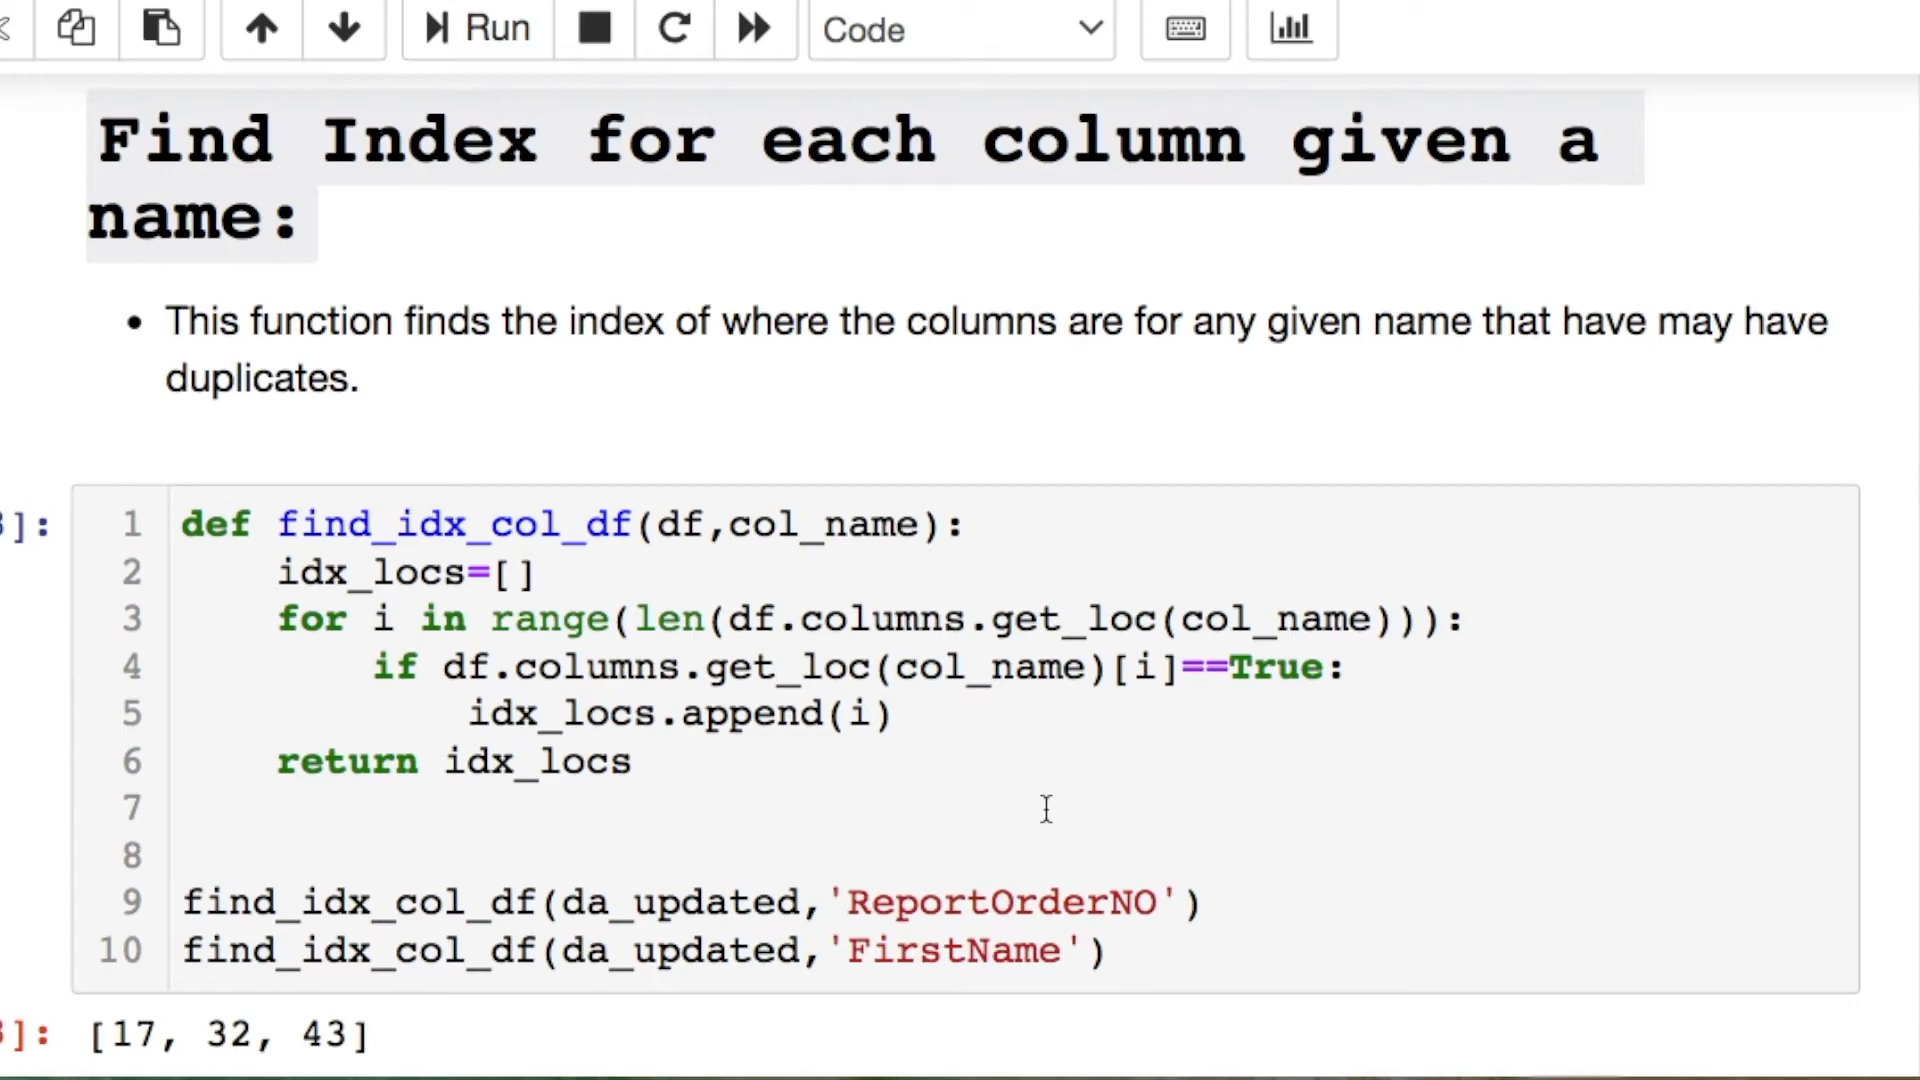 Run
Code
Find Index for each column given a
name:
• This function finds the index of where the columns are for any given name that have may have
duplicates.
]:
1 def find_idx_col_df(df,col_name):
2     idx_locs=[]
3     for i in range(len(df.columns.get_loc(col_name))):
4         if df.columns.get_loc(col_name)[i]==True:
5             idx_locs.append(i)
6     return idx_locs
7
8
9 find_idx_col_df(da_updated,'ReportOrderNO')
10 find_idx_col_df(da_updated,'FirstName')
]: [17, 32, 43]